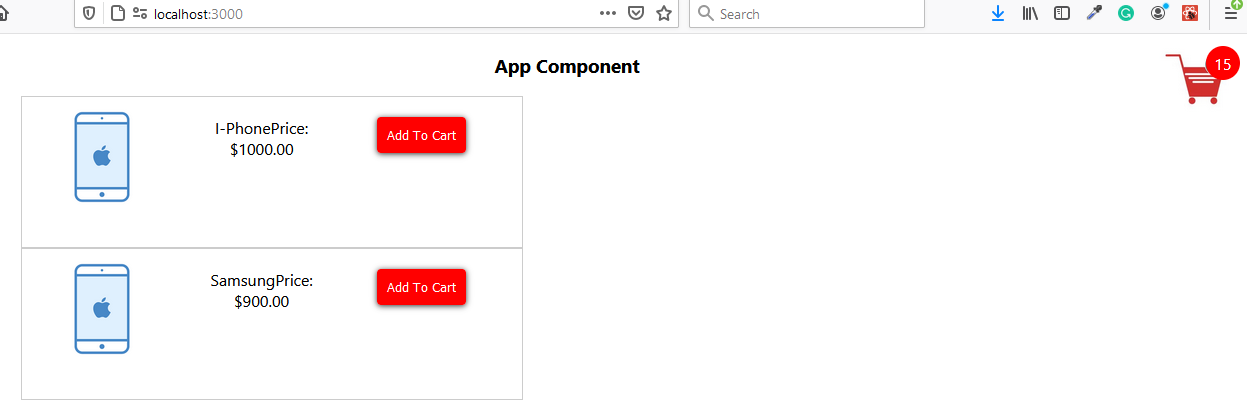 localhost:3000
Search
App Component
15
I-PhonePrice:
$1000.00
Add To Cart
SamsungPrice:
$900.00
Add To Cart